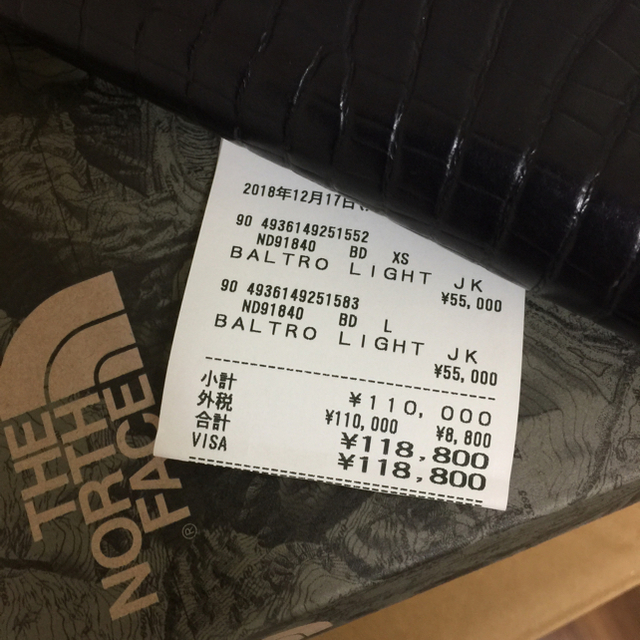 2018年12月17日
90 4936149251552
ND91840 BD XS
BALTRO LIGHT JK
¥55,000
90 4936149251583
ND91840 BD L
BALTRO LIGHT JK
¥55,000
小計 ¥110,000
外税 ¥110,000 ¥8,800
合計 ¥118,800
VISA ¥118,800
THE
NORTH
FACE®